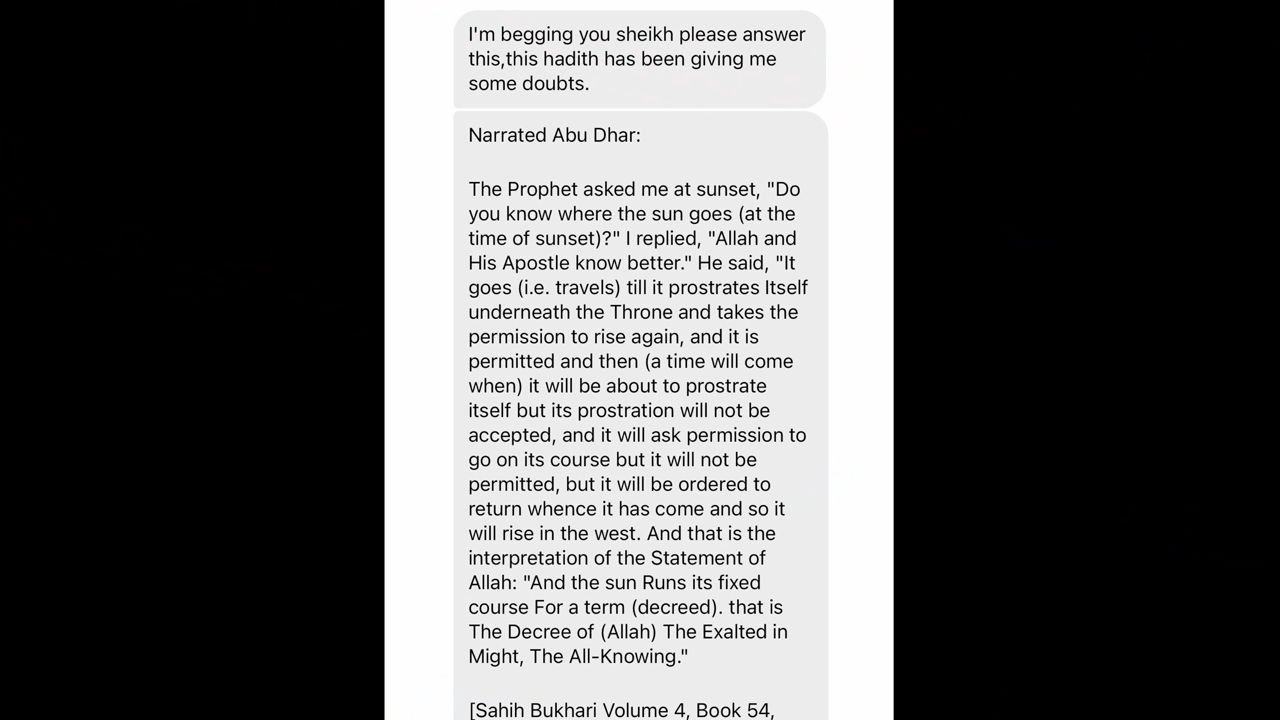 I'm begging you sheikh please answer
this,this hadith has been giving me
some doubts.
Narrated Abu Dhar:
The Prophet asked me at sunset, "Do
you know where the sun goes (at the
time of sunset)?" I replied, "Allah and
His Apostle know better." He said, "It
goes (i.e. travels) till it prostrates Itself
underneath the Throne and takes the
permission to rise again, and it is
permitted and then (a time will come
when) it will be about to prostrate
itself but its prostration will not be
accepted, and it will ask permission to
go on its course but it will not be
permitted, but it will be ordered to
return whence it has come and so it
will rise in the west. And that is the
interpretation of the Statement of
Allah: "And the sun Runs its fixed
course For a term (decreed). that is
The Decree of (Allah) The Exalted in
Might, The All-Knowing."
[Sahih Bukhari Volume 4, Book 54,